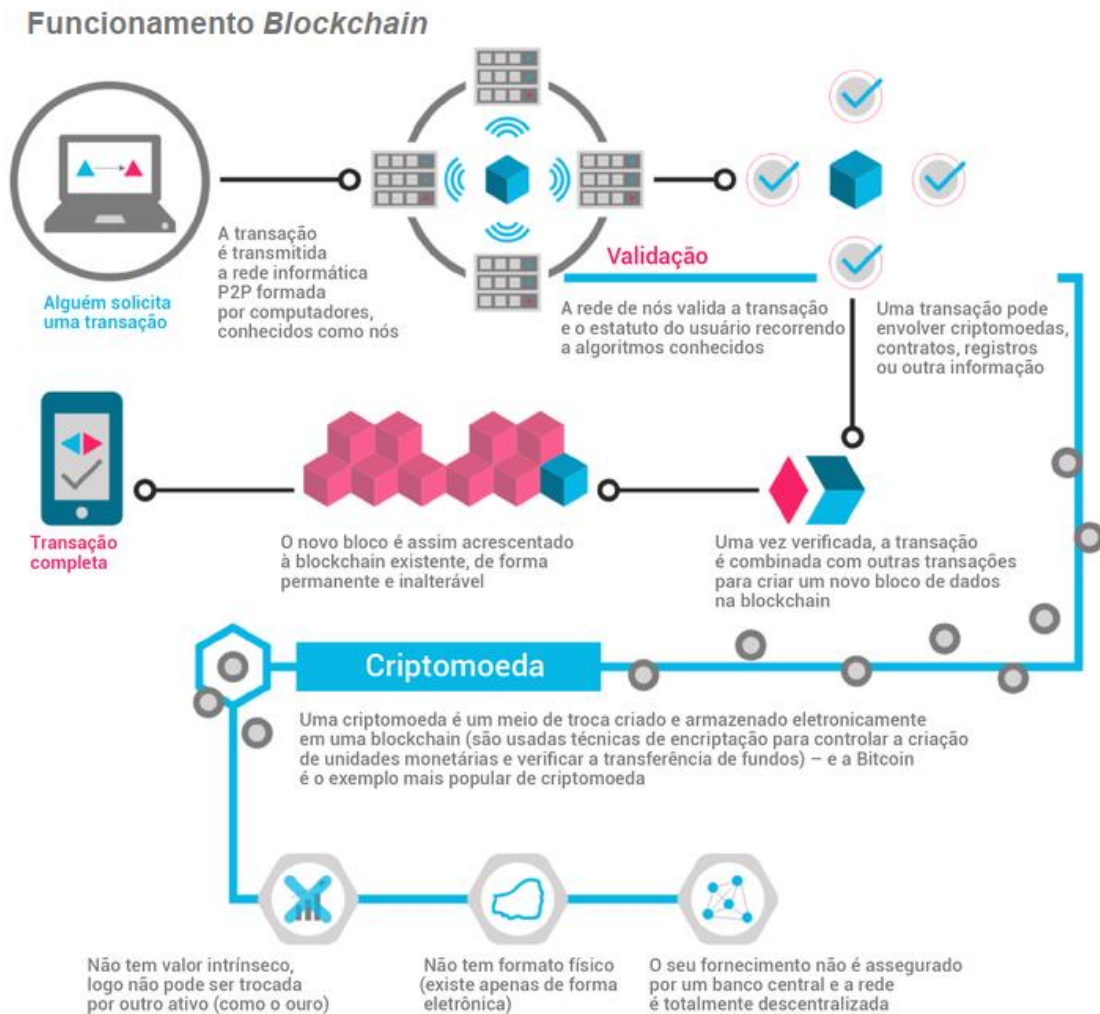 Funcionamento Blockchain
Alguém solicita
uma transação
A transação
é transmitida
a rede informática
P2P formada
por computadores,
conhecidos como nós
Validação
A rede de nós valida a transação
e o estatuto do usuário recorrendo
a algoritmos conhecidos
Uma transação pode
envolver criptomoedas,
contratos, registros
ou outra informação
Transação
completa
O novo bloco é assim acrescentado
à blockchain existente, de forma
permanente e inalterável
Uma vez verificada, a transação
é combinada com outras transações
para criar um novo bloco de dados
na blockchain
Criptomoeda
Uma criptomoeda é um meio de troca criado e armazenado eletronicamente
em uma blockchain (são usadas técnicas de encriptação para controlar a criação
de unidades monetárias e verificar a transferência de fundos) – e a Bitcoin
é o exemplo mais popular de criptomoeda
Não tem valor intrínseco,
logo não pode ser trocada
por outro ativo (como o ouro)
Não tem formato físico
(existe apenas de forma
eletrônica)
O seu fornecimento não é assegurado
por um banco central e a rede
é totalmente descentralizada